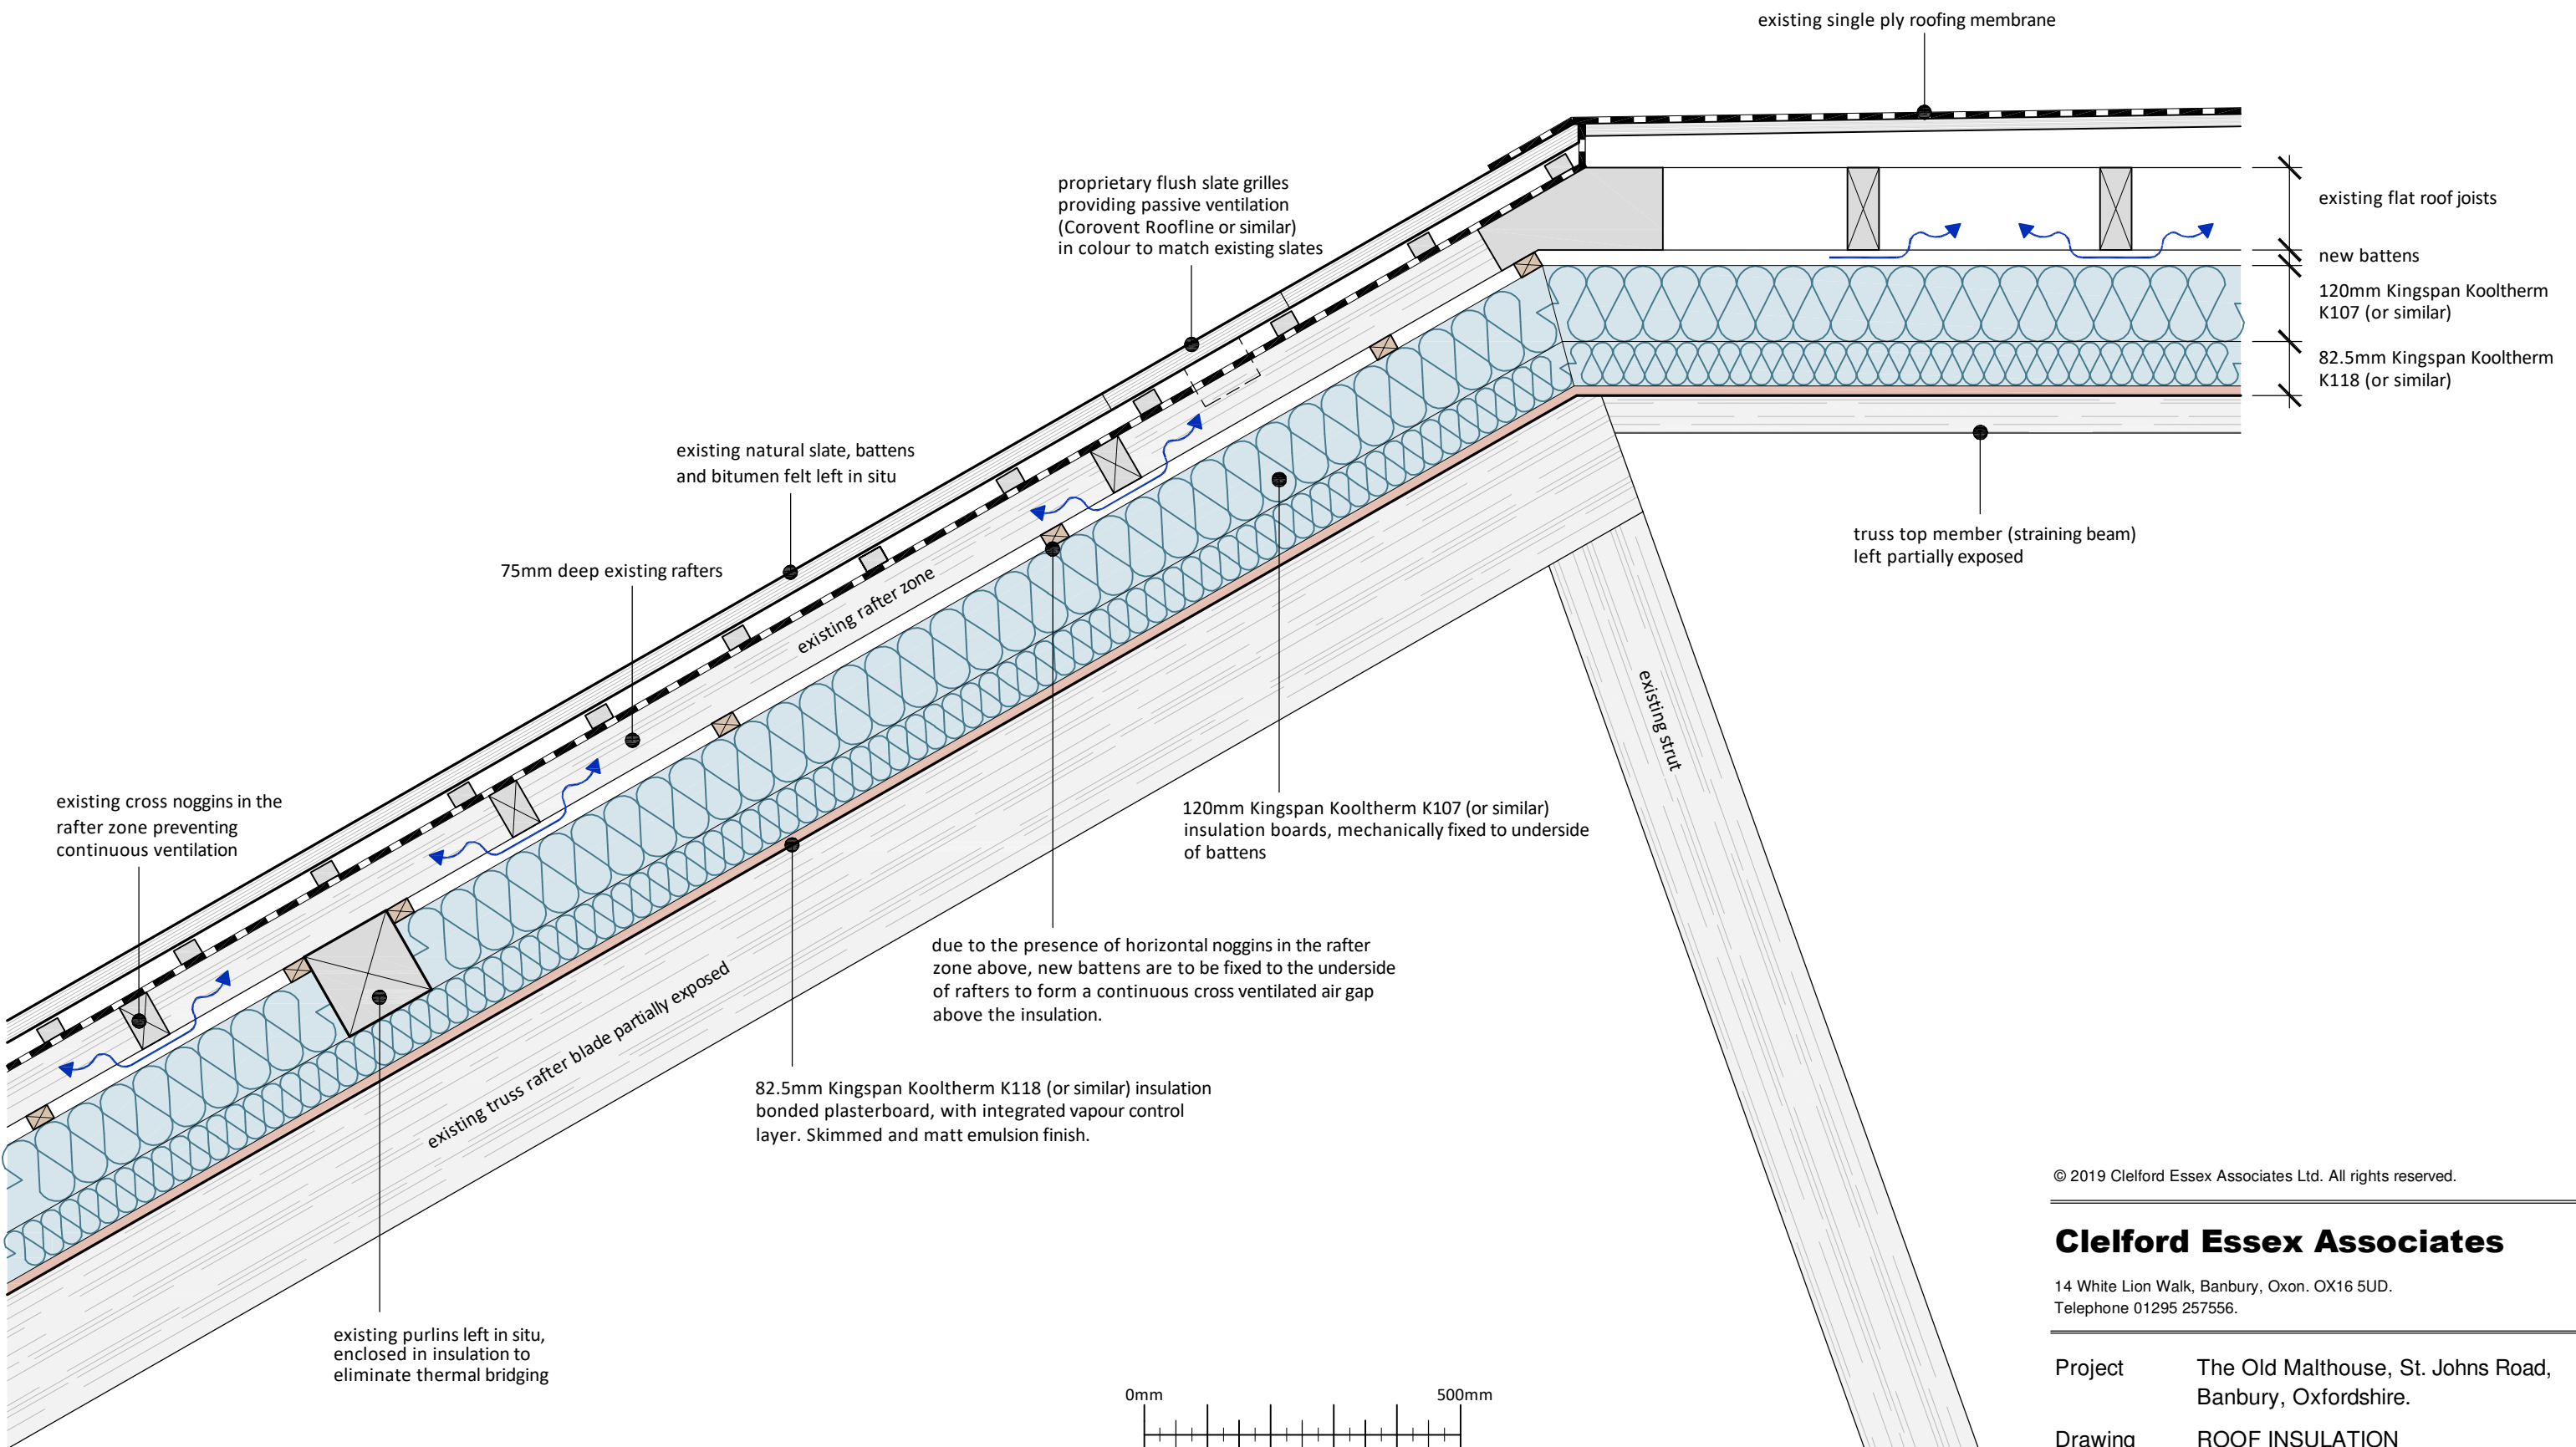 existing single ply roofing membrane
proprietary flush slate grilles
providing passive ventilation
(Corovent Roofline or similar)
in colour to match existing slates
existing flat roof joists
new battens
120mm Kingspan Kooltherm
K107 (or similar)
82.5mm Kingspan Kooltherm
K118 (or similar)
existing natural slate, battens
and bitumen felt left in situ
truss top member (straining beam)
left partially exposed
75mm deep existing rafters
existing rafter zone
existing strut
existing cross noggins in the
rafter zone preventing
continuous ventilation
120mm Kingspan Kooltherm K107 (or similar)
insulation boards, mechanically fixed to underside
of battens
due to the presence of horizontal noggins in the rafter
zone above, new battens are to be fixed to the underside
of rafters to form a continuous cross ventilated air gap
above the insulation.
existing truss rafter blade partially exposed
82.5mm Kingspan Kooltherm K118 (or similar) insulation
bonded plasterboard, with integrated vapour control
layer. Skimmed and matt emulsion finish.
existing purlins left in situ,
enclosed in insulation to
eliminate thermal bridging
0mm 500mm
© 2019 Clelford Essex Associates Ltd. All rights reserved.
Clelford Essex Associates
14 White Lion Walk, Banbury, Oxon. OX16 5UD.
Telephone 01295 257556.
Project The Old Malthouse, St. Johns Road,
Banbury, Oxfordshire.
Drawing ROOF INSULATION